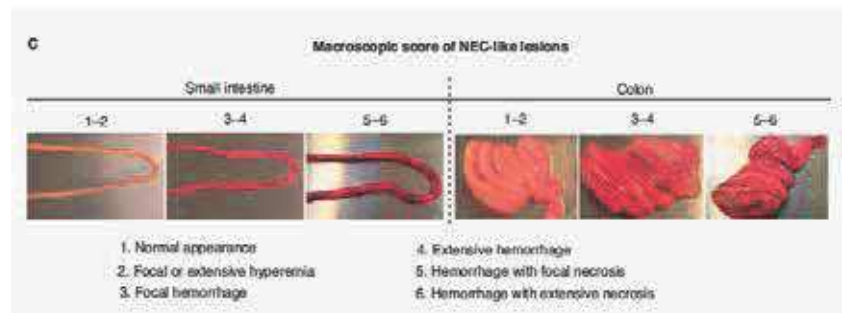 c
Macroscopic score of NEC-like lesions
Small intestine
Colon
1–2
3–4
5–6
1–2
3–4
5–6
1. Normal appearance
2. Focal or extensive hyperemia
3. Focal hemorrhage
4. Extensive hemorrhage
5. Hemorrhage with focal necrosis
6. Hemorrhage with extensive necrosis